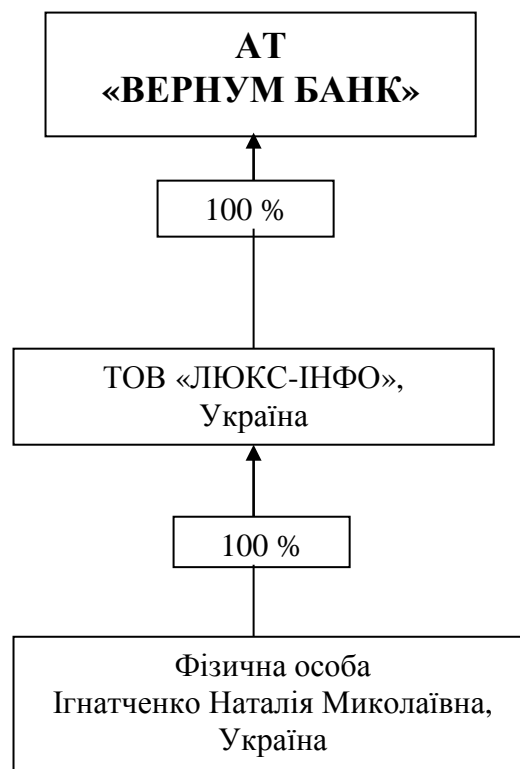 АТ
«ВЕРНУМ БАНК»
100 %
ТОВ «ЛЮКС-ІНФО»,
Україна
100 %
Фізична особа
Ігнатченко Наталія Миколаївна,
Україна